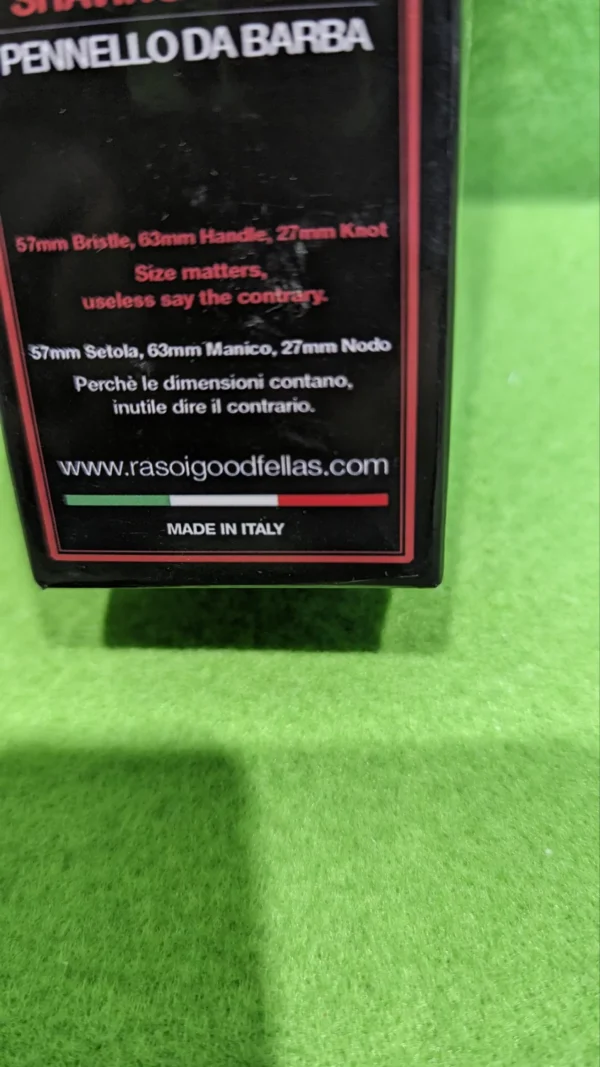 PENNELLO DA BARBA
57mm Bristle, 63mm Handle, 27mm Knot
Size matters,
useless say the contrary.
57mm Setola, 63mm Manico, 27mm Nodo
Perchè le dimensioni contano,
inutile dire il contrario.
www.rasoigoodfellas.com
MADE IN ITALY